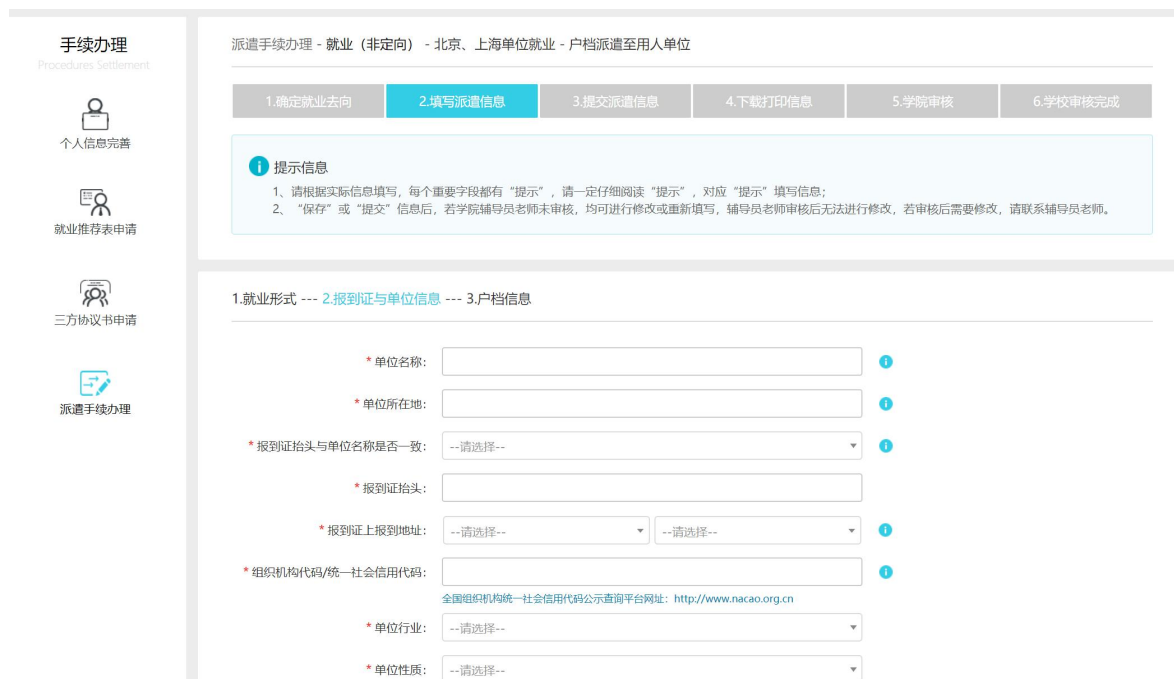 手续办理
Procedures Settlement
个人信息完善
就业推荐表申请
三方协议书申请
派遣手续办理
派遣手续办理 - 就业（非定向） - 北京、上海单位就业 - 户档派遣至用人单位
1.确定就业去向 2.填写派遣信息 3.提交派遣信息 4.下载打印信息 5.学院审核 6.学校审核完成
提示信息
1、请根据实际信息填写，每个重要字段都有“提示”，请一定仔细阅读“提示”，对应“提示”填写信息；
2、“保存”或“提交”信息后，若学院辅导员老师未审核，均可进行修改或重新填写，辅导员老师审核后无法进行修改，若审核后需要修改，请联系辅导员老师。
1.就业形式 --- 2.报到证与单位信息 --- 3.户档信息
* 单位名称：
* 单位所在地：
* 报到证抬头与单位名称是否一致： --请选择--
* 报到证抬头：
* 报到证上报到地址： --请选择-- --请选择--
* 组织机构代码/统一社会信用代码：
全国组织机构统一社会信用代码公示查询平台网址：http://www.nacao.org.cn
* 单位行业： --请选择--
* 单位性质： --请选择--